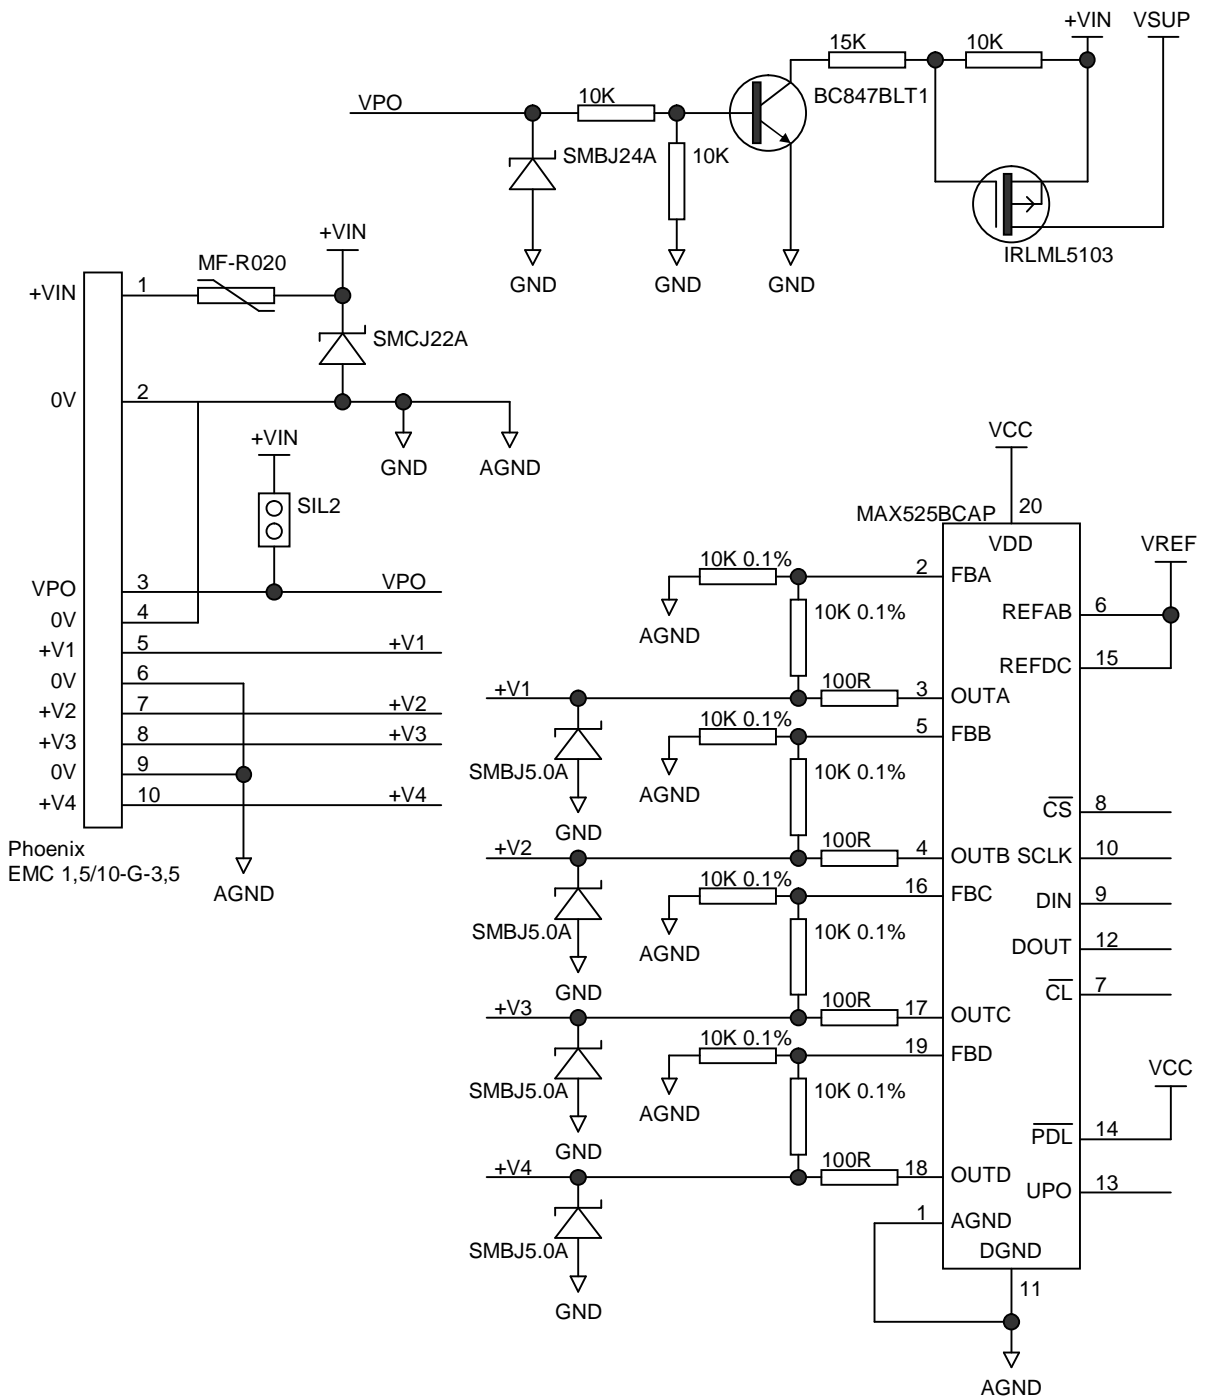 +VIN VSUP
15K 10K
VPO 10K BC847BLT1
SMBJ24A 10K
IRLML5103
GND GND GND
+VIN
MF-R020
+VIN 1
SMCJ22A
0V 2
GND AGND
+VIN
SIL2
VPO 3 VPO
0V 4
+V1 5 +V1
0V 6
+V2 7 +V2
+V3 8 +V3
0V 9
+V4 10 +V4
Phoenix
EMC 1,5/10-G-3,5
AGND
VCC
MAX525BCAP 20
VDD VREF
10K 0.1% 2 FBA
AGND 10K 0.1% REFAB 6
REFDC 15
+V1 100R 3 OUTA
10K 0.1% 5 FBB
SMBJ5.0A AGND 10K 0.1%
GND CS 8
+V2 100R 4 OUTB SCLK 10
10K 0.1% 16 FBC DIN 9
SMBJ5.0A AGND 10K 0.1% DOUT 12
GND CL 7
+V3 100R 17 OUTC
10K 0.1% 19 FBD
SMBJ5.0A AGND 10K 0.1% VCC
GND PDL 14
+V4 100R 18 OUTD
UPO 13
1 AGND
SMBJ5.0A DGND
GND 11
AGND